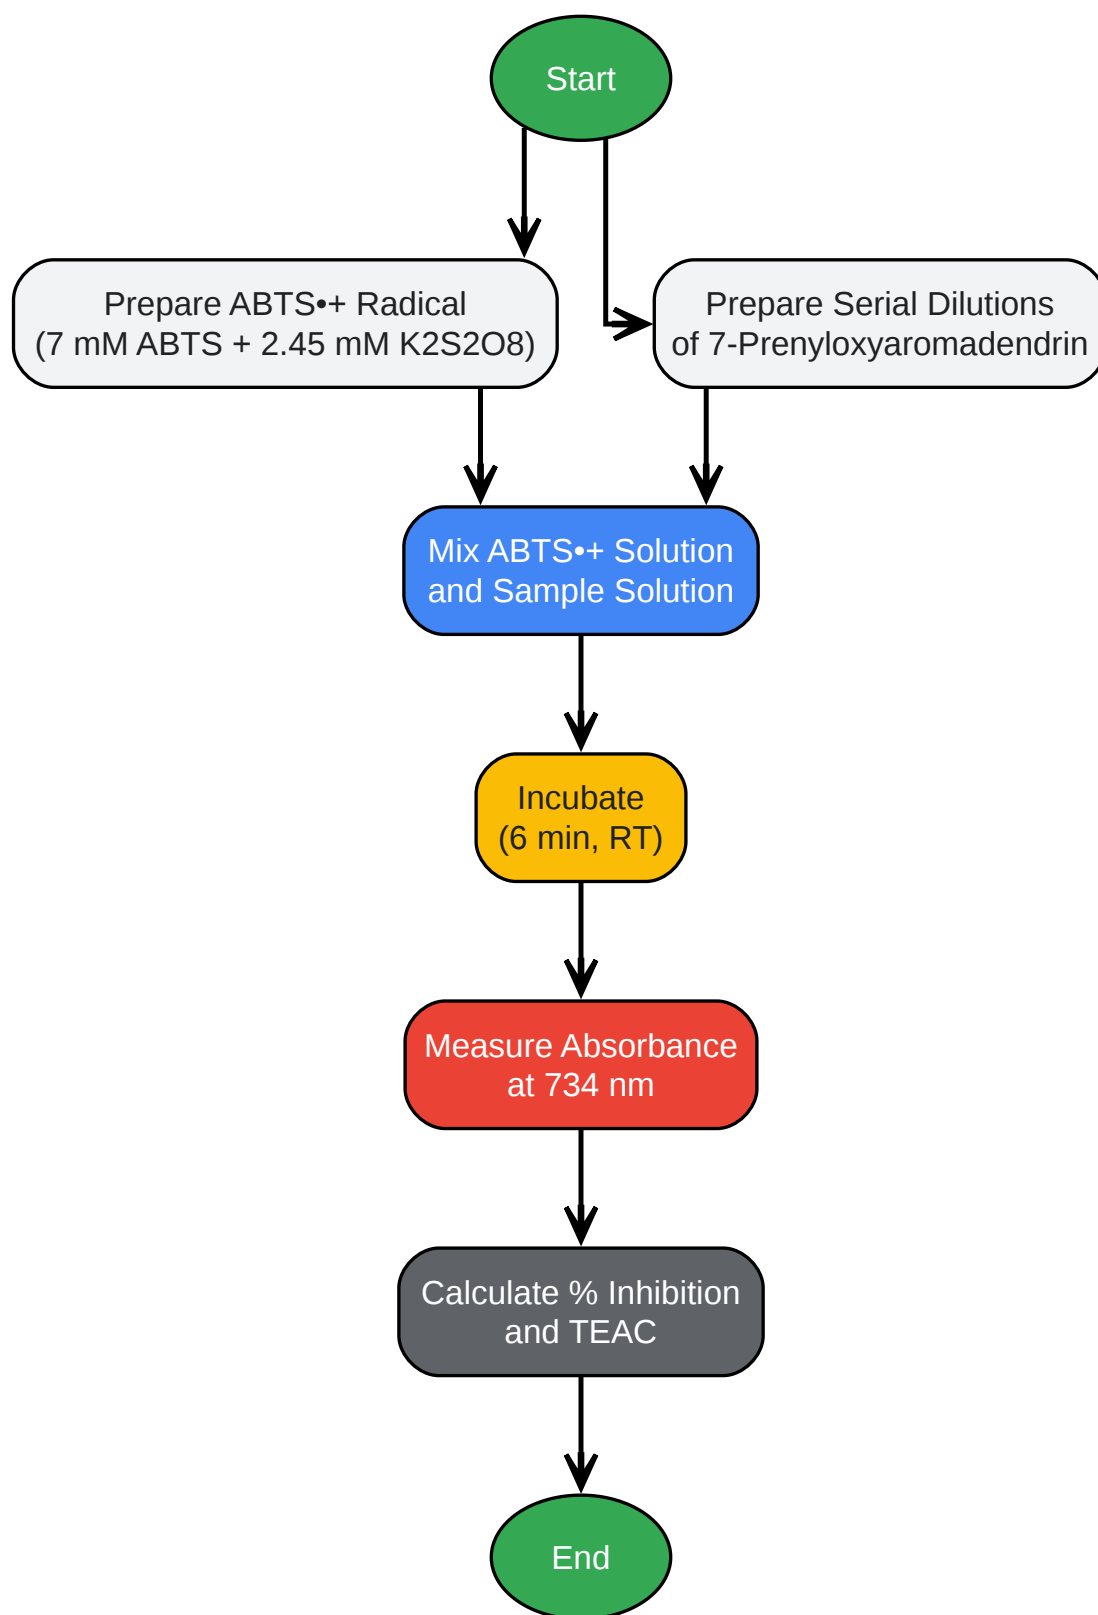 Start
Prepare ABTS•+ Radical
(7 mM ABTS + 2.45 mM K2S2O8)
Prepare Serial Dilutions
of 7-Prenyloxyaromadendrin
Mix ABTS•+ Solution
and Sample Solution
Incubate
(6 min, RT)
Measure Absorbance
at 734 nm
Calculate % Inhibition
and TEAC
End